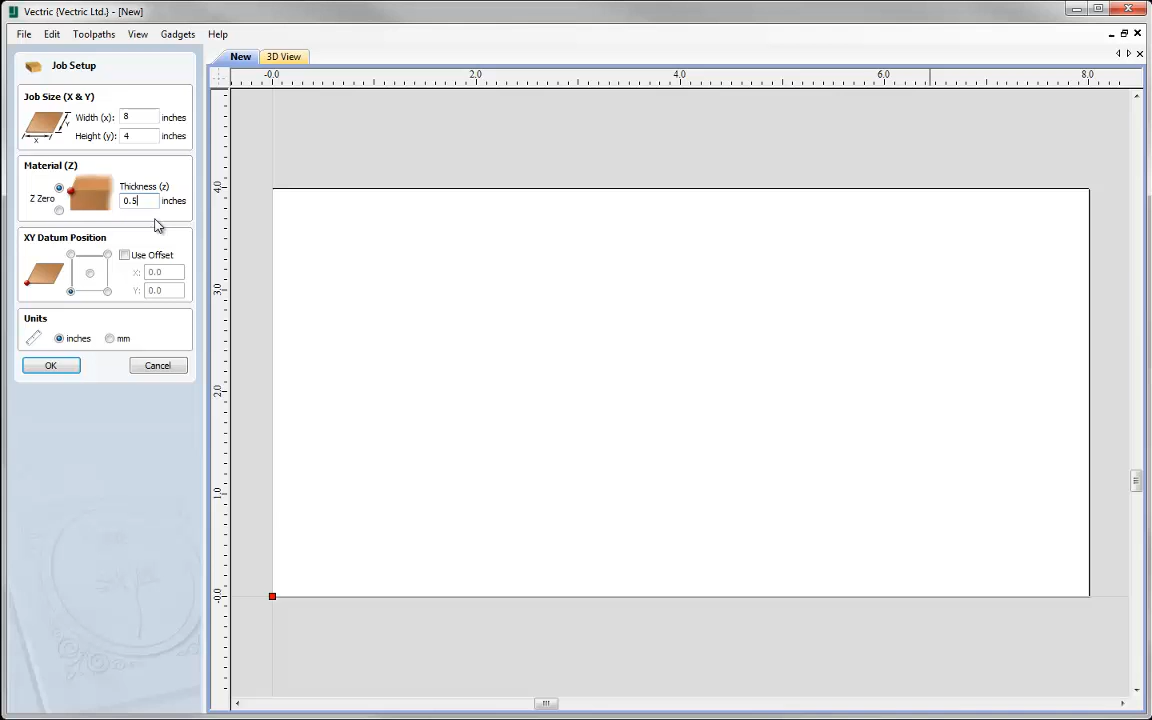 Vectric {Vectric Ltd.} - [New]
File Edit Toolpaths View Gadgets Help
New 3D View
Job Setup
Job Size (X & Y)
Width (x): 8 inches
Height (y): 4 inches
Y
X
Material (Z)
Thickness (z)
Z Zero 0.5 inches
XY Datum Position
Use Offset
X: 0.0
Y: 0.0
Units
inches mm
OK Cancel
-0.0 2.0 4.0 6.0 8.0
4.0
3.0
2.0
1.0
-0.0